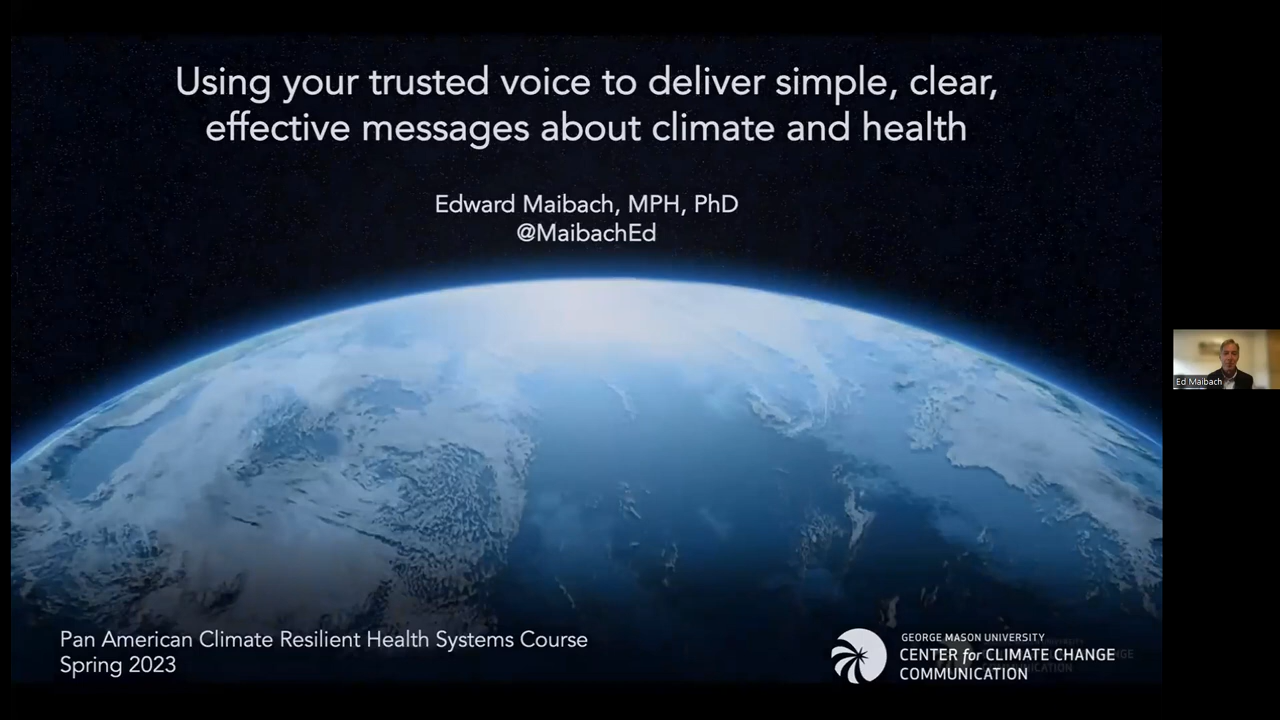 Using your trusted voice to deliver simple, clear,
effective messages about climate and health
Edward Maibach, MPH, PhD
@MaibachEd
Ed Maibach
Pan American Climate Resilient Health Systems Course
Spring 2023
GEORGE MASON UNIVERSITY
CENTER for CLIMATE CHANGE
COMMUNICATION